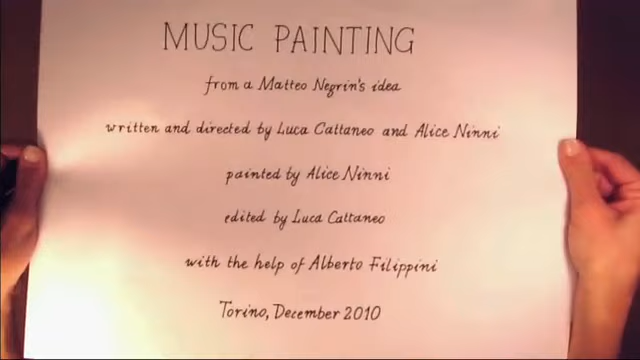 MUSIC PAINTING
from a Matteo Negrin's idea
written and directed by Luca Cattaneo and Alice Ninni
painted by Alice Ninni
edited by Luca Cattaneo
with the help of Alberto Filippini
Torino, December 2010